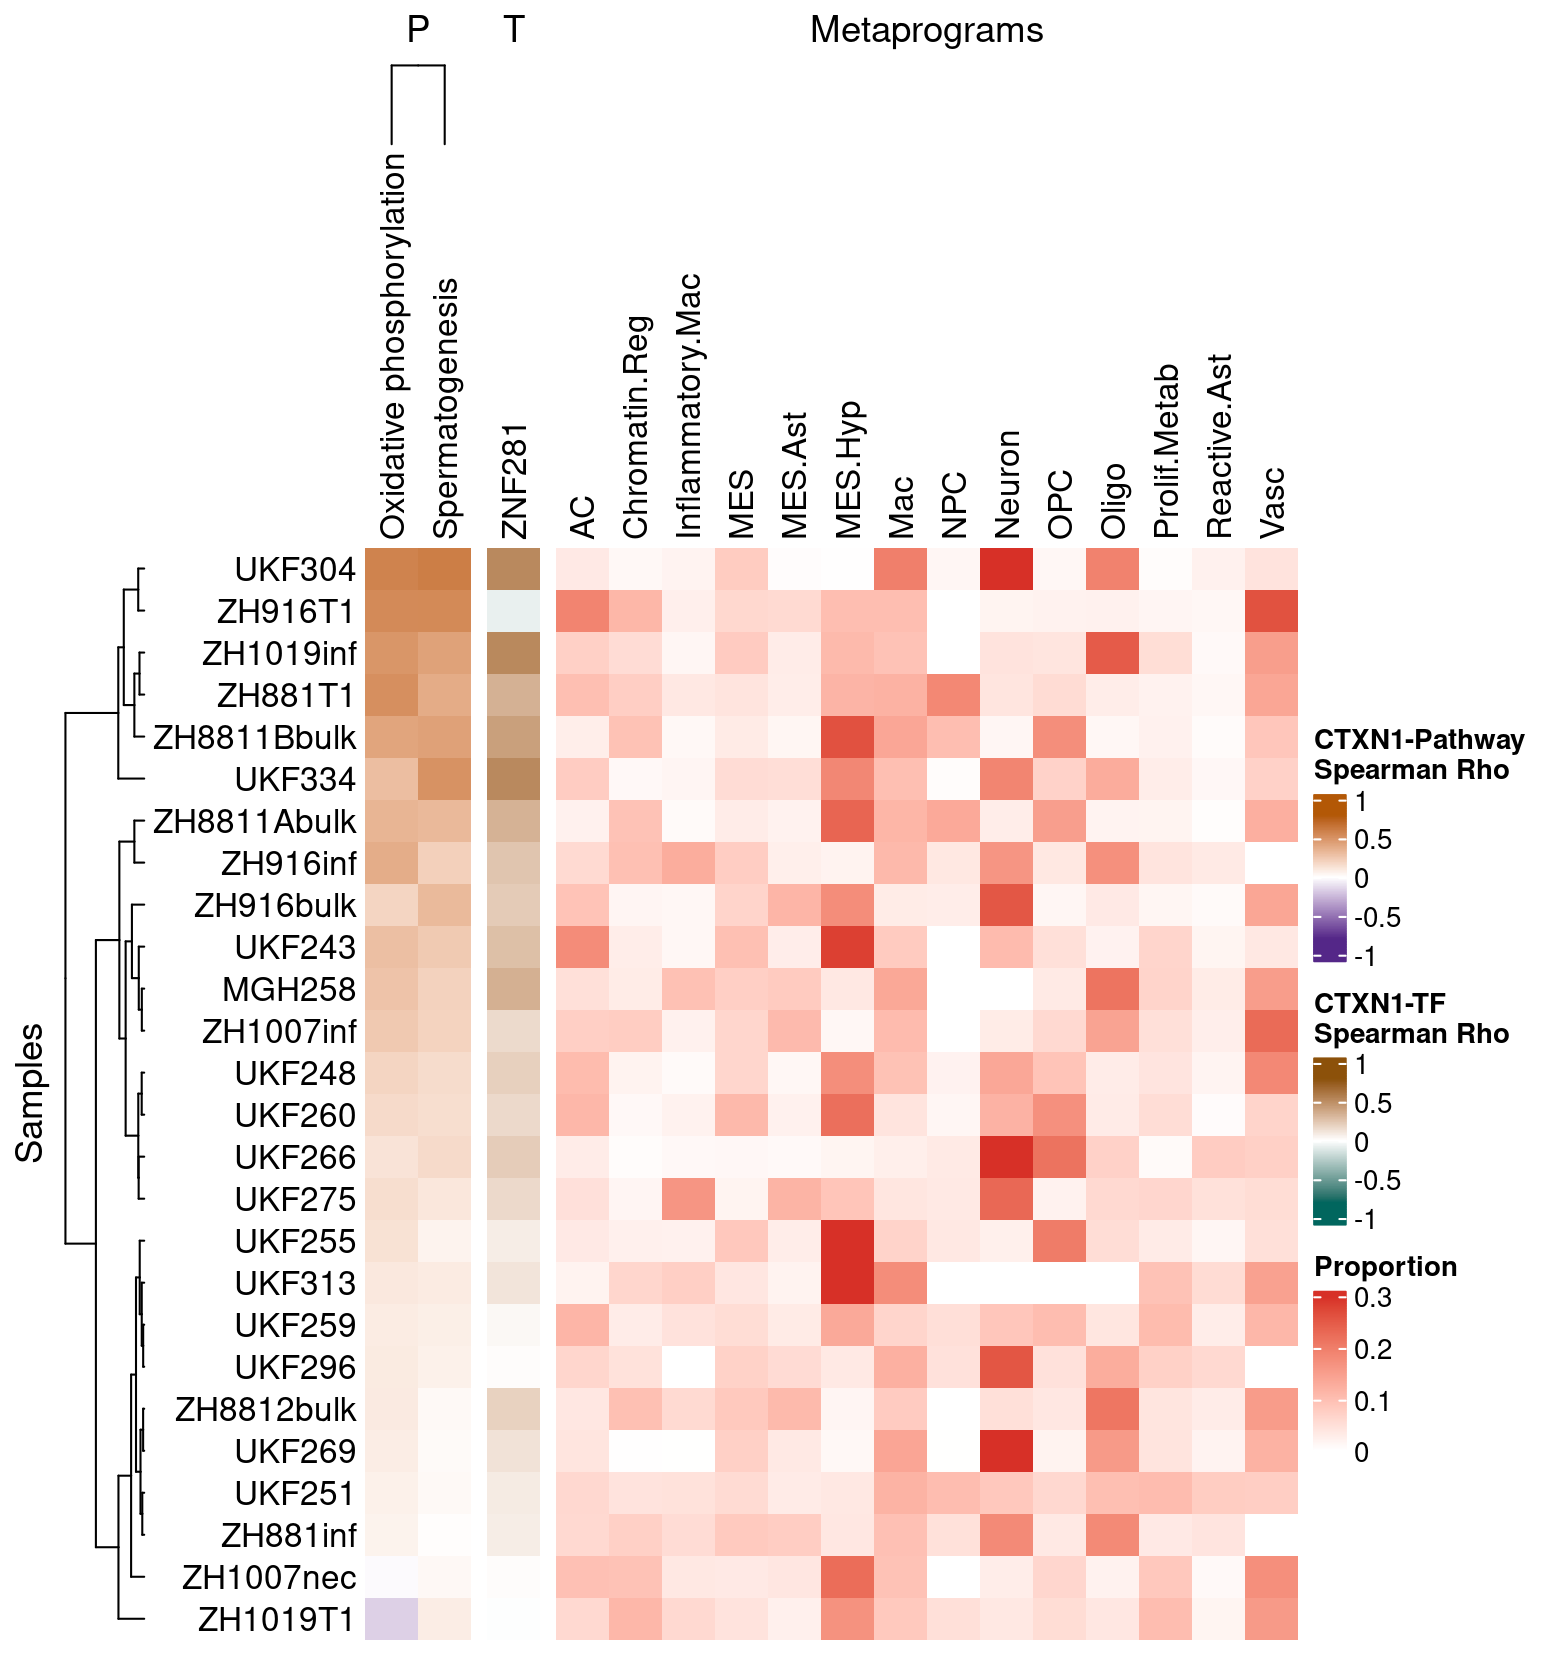 P
T
Metaprograms
Oxidative phosphorylation
Spermatogenesis
ZNF281
AC
Chromatin.Reg
Inflammatory.Mac
MES
MES.Ast
MES.Hyp
Mac
NPC
Neuron
OPC
Oligo
Prolif.Metab
Reactive.Ast
Vasc
Samples
UKF304
ZH916T1
ZH1019inf
ZH881T1
ZH8811Bbulk
UKF334
ZH8811Abulk
ZH916inf
ZH916bulk
UKF243
MGH258
ZH1007inf
UKF248
UKF260
UKF266
UKF275
UKF255
UKF313
UKF259
UKF296
ZH8812bulk
UKF269
UKF251
ZH881inf
ZH1007nec
ZH1019T1
CTXN1-Pathway
Spearman Rho
1
0.5
0
-0.5
-1
CTXN1-TF
Spearman Rho
1
0.5
0
-0.5
-1
Proportion
0.3
0.2
0.1
0